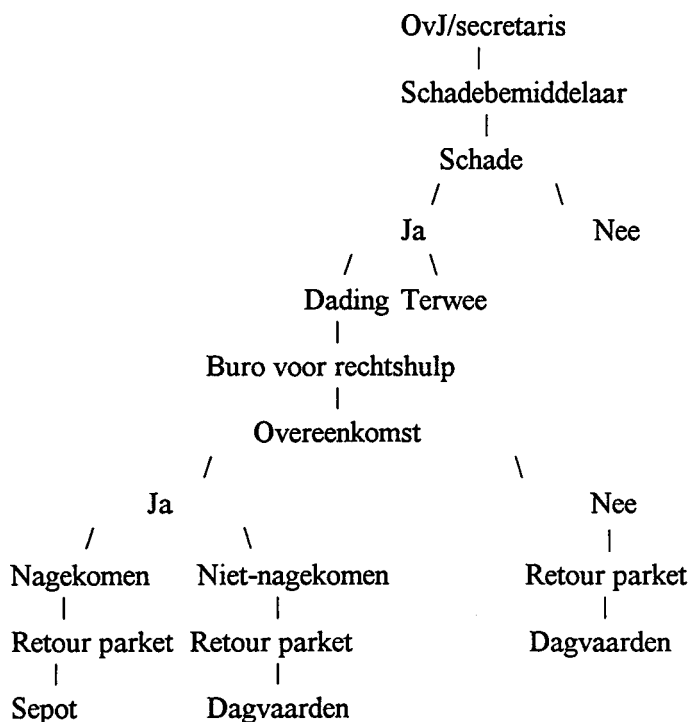 OvJ/secretaris
Schadebemiddelaar
Schade
Ja Nee
Dading Terwee
Buro voor rechtshulp
Overeenkomst
Ja Nee
Nagekomen Niet-nagekomen Retour parket
Retour parket Retour parket Dagvaarden
Sepot Dagvaarden